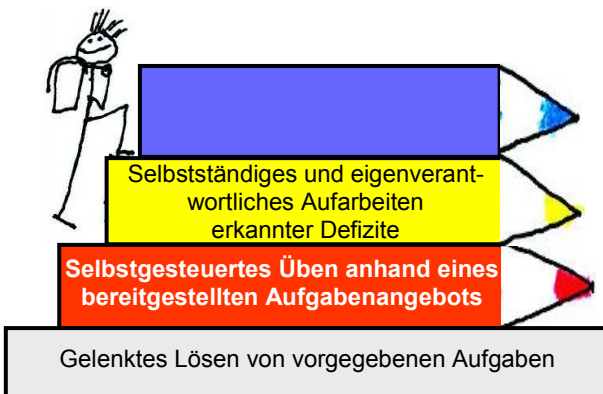 Selbstständiges und eigenverant-
wortliches Aufarbeiten
erkannter Defizite
Selbstgesteuertes Üben anhand eines
bereitgestellten Aufgabenangebots
Gelenktes Lösen von vorgegebenen Aufgaben